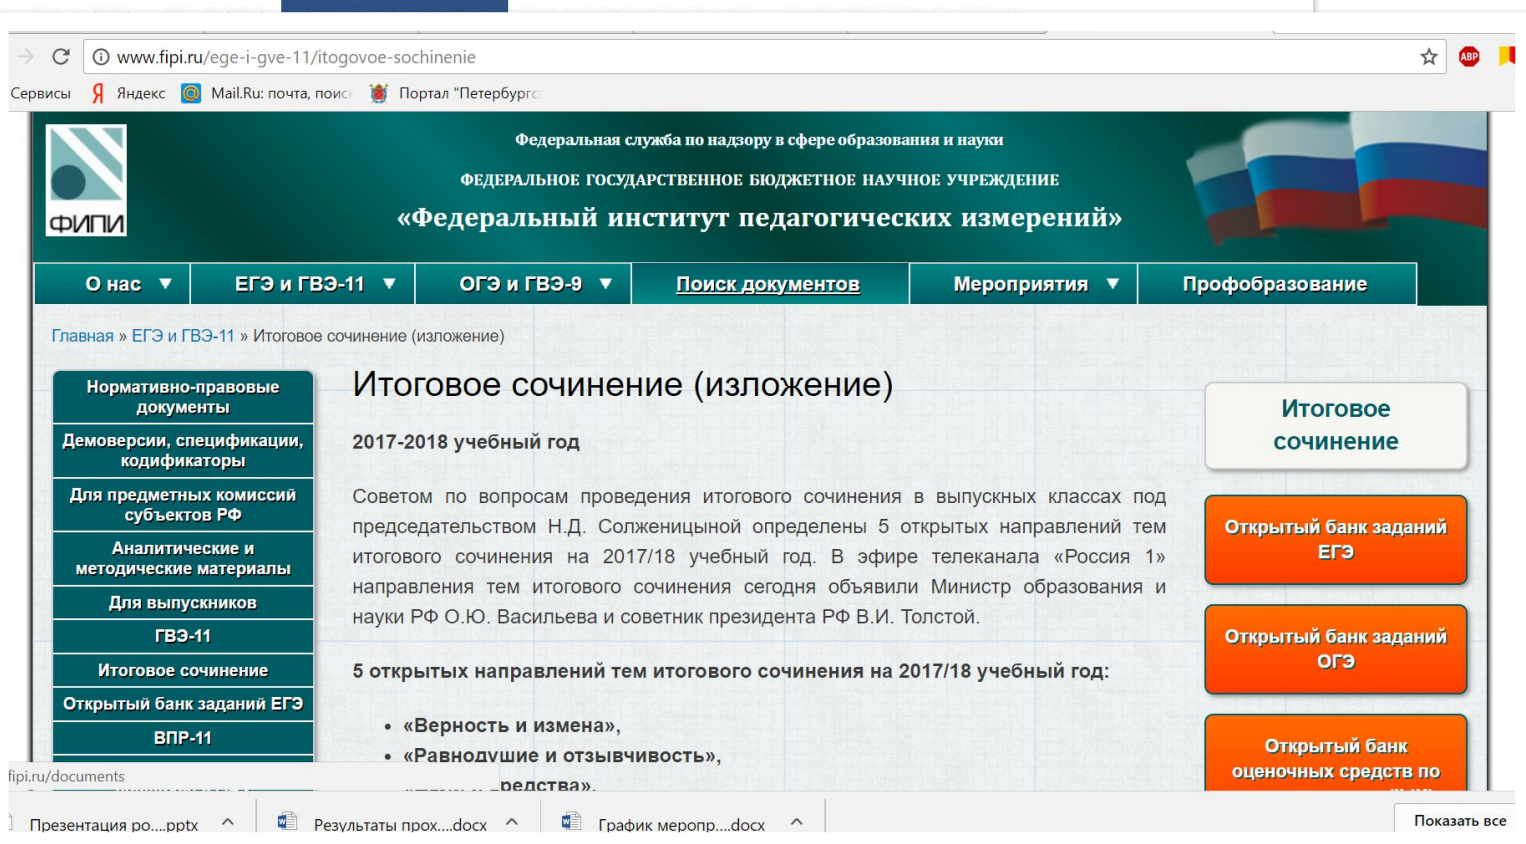 www.fipi.ru/ege-i-gve-11/itogovoe-sochinenie
ABP
Сервисы Яндекс Mail.Ru: почта, поиск Портал "Петербургс
Федеральная служба по надзору в сфере образования и науки
ФЕДЕРАЛЬНОЕ ГОСУДАРСТВЕННОЕ БЮДЖЕТНОЕ НАУЧНОЕ УЧРЕЖДЕНИЕ
«Федеральный институт педагогических измерений»
ФИПИ
О нас ▼ ЕГЭ и ГВЭ-11 ▼ ОГЭ и ГВЭ-9 ▼ Поиск документов Мероприятия ▼ Профобразование
Главная » ЕГЭ и ГВЭ-11 » Итоговое сочинение (изложение)
Нормативно-правовые
документы
Демоверсии, спецификации,
кодификаторы
Для предметных комиссий
субъектов РФ
Аналитические и
методические материалы
Для выпускников
ГВЭ-11
Итоговое сочинение
Открытый банк заданий ЕГЭ
ВПР-11
Итоговое сочинение (изложение)
2017-2018 учебный год
Советом по вопросам проведения итогового сочинения в выпускных классах под
председательством Н.Д. Солженицыной определены 5 открытых направлений тем
итогового сочинения на 2017/18 учебный год. В эфире телеканала «Россия 1»
направления тем итогового сочинения сегодня объявили Министр образования и
науки РФ О.Ю. Васильева и советник президента РФ В.И. Толстой.
5 открытых направлений тем итогового сочинения на 2017/18 учебный год:
• «Верность и измена»,
• «Равнодушие и отзывчивость»,
редства»,
Итоговое
сочинение
Открытый банк заданий
ЕГЭ
Открытый банк заданий
ОГЭ
Открытый банк
оценочных средств по
fipi.ru/documents
Презентация ро....pptx Результаты прох....docx График меропр....docx Показать все